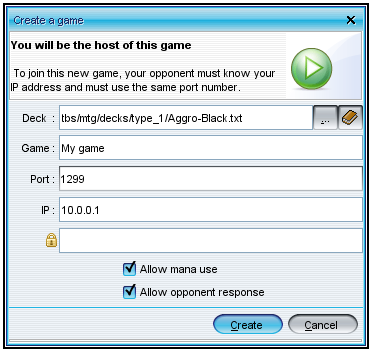 Create a game
You will be the host of this game
To join this new game, your opponent must know your
IP address and must use the same port number.
Deck : tbs/mtg/decks/type_1/Aggro-Black.txt ...
Game : My game
Port : 1299
IP : 10.0.0.1
Allow mana use
Allow opponent response
Create Cancel